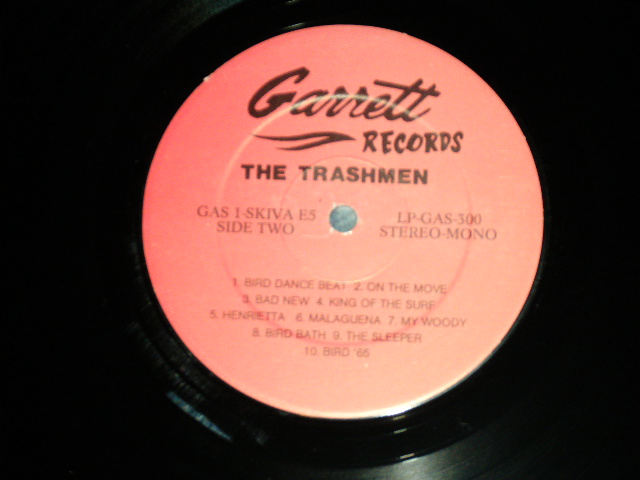 Garrett
RECORDS
THE TRASHMEN
GAS 1-SKIVA E5 LP-GAS-300
SIDE TWO STEREO-MONO
1. BIRD DANCE BEAT 2. ON THE MOVE
3. BAD NEW 4. KING OF THE SURF
5. HENRIETTA 6. MALAGUENA 7. MY WOODY
8. BIRD BATH 9. THE SLEEPER
10. BIRD '65